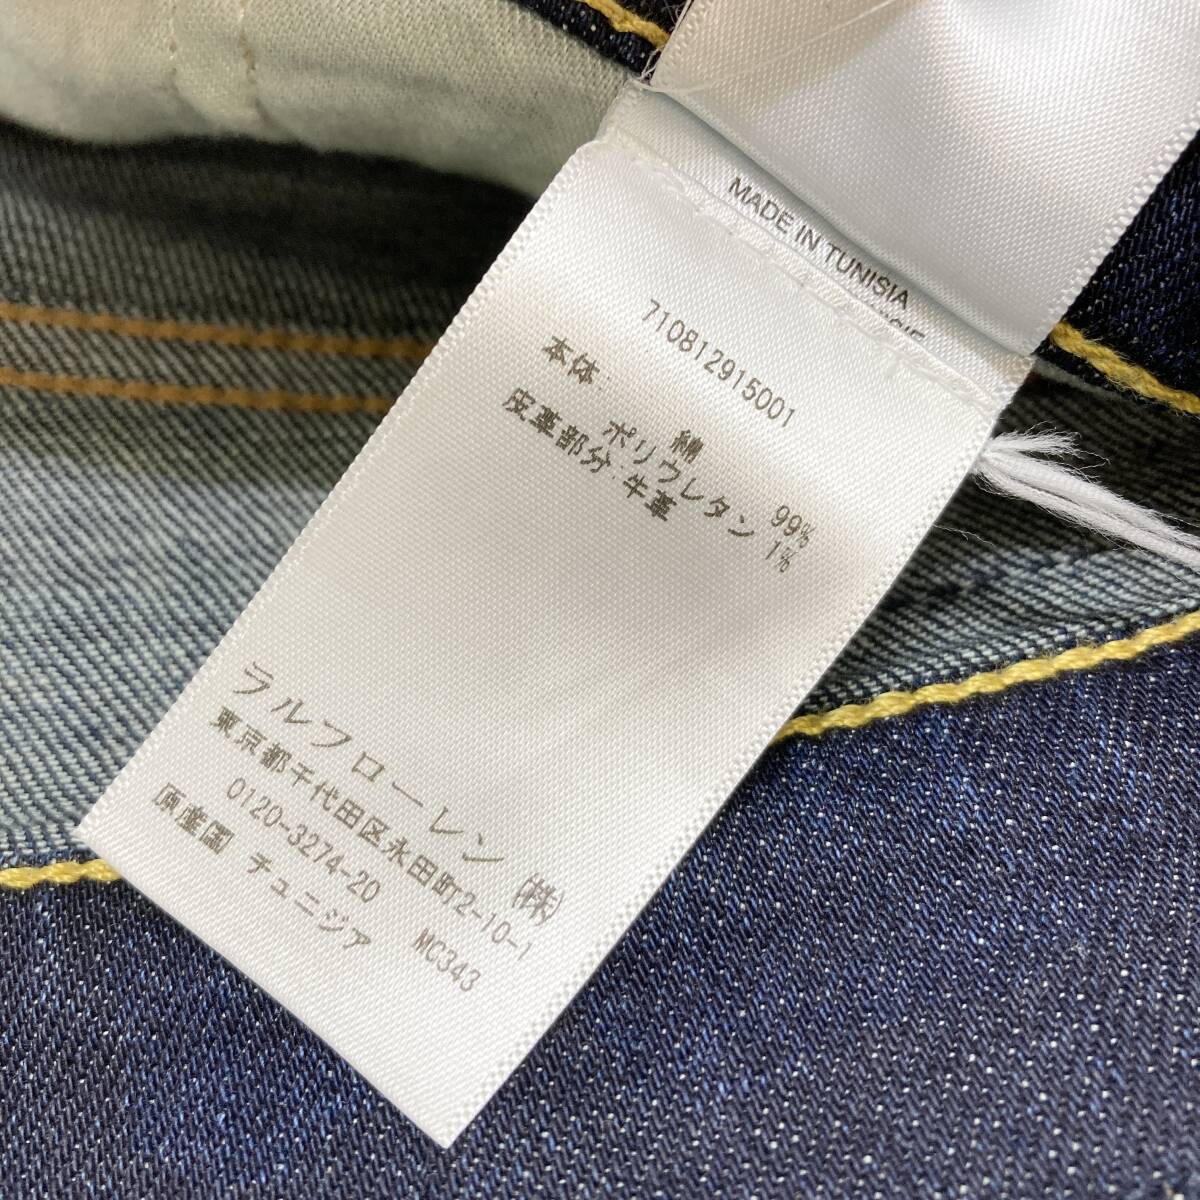 MADE IN TUNISIA
710812915001
本体: 綿 99%
ポリウレタン 1%
皮革部分:牛革
ラルフローレン ㈱
東京都千代田区永田町2-10-1
0120-3274-20
原産国 チュニジア MC343